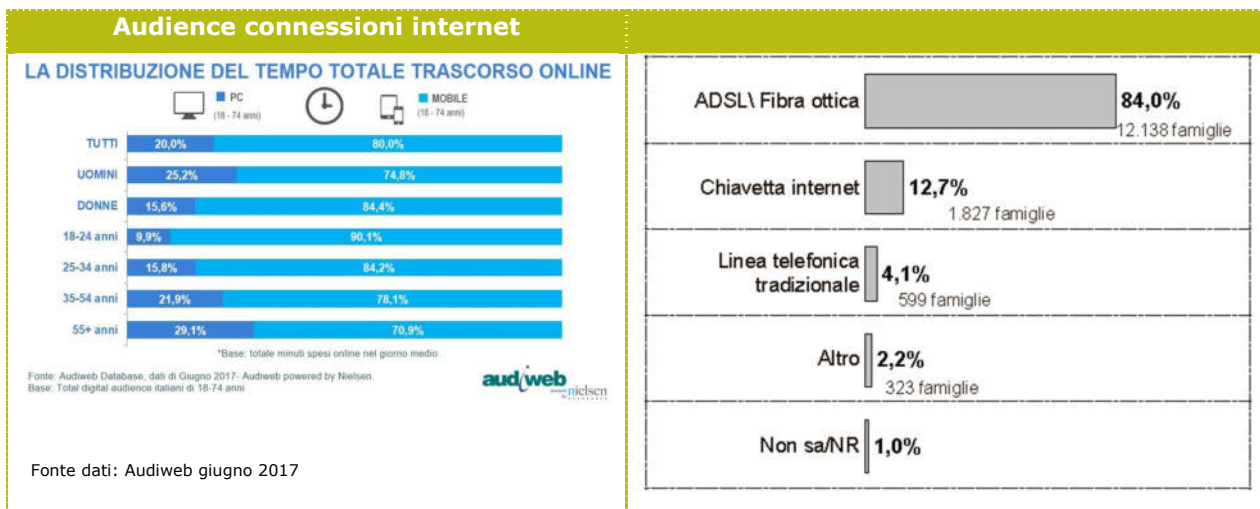 Audience connessioni internet
LA DISTRIBUZIONE DEL TEMPO TOTALE TRASCORSO ONLINE
PC
(18 - 74 anni)
MOBILE
(18 - 74 anni)
TUTTI 20,0% 80,0%
UOMINI 25,2% 74,8%
DONNE 15,6% 84,4%
18-24 anni 9,9% 90,1%
25-34 anni 15,8% 84,2%
35-54 anni 21,9% 78,1%
55+ anni 29,1% 70,9%
*Base: totale minuti spesi online nel giorno medio
Fonte: Audiweb Database, dati di Giugno 2017- Audiweb powered by Nielsen.
Base: Total digital audience italiani di 18-74 anni
audiweb
nielsen
Fonte dati: Audiweb giugno 2017
ADSL\ Fibra ottica 84,0%
12.138 famiglie
Chiavetta internet 12,7%
1.827 famiglie
Linea telefonica
tradizionale 4,1%
599 famiglie
Altro 2,2%
323 famiglie
Non sa/NR 1,0%